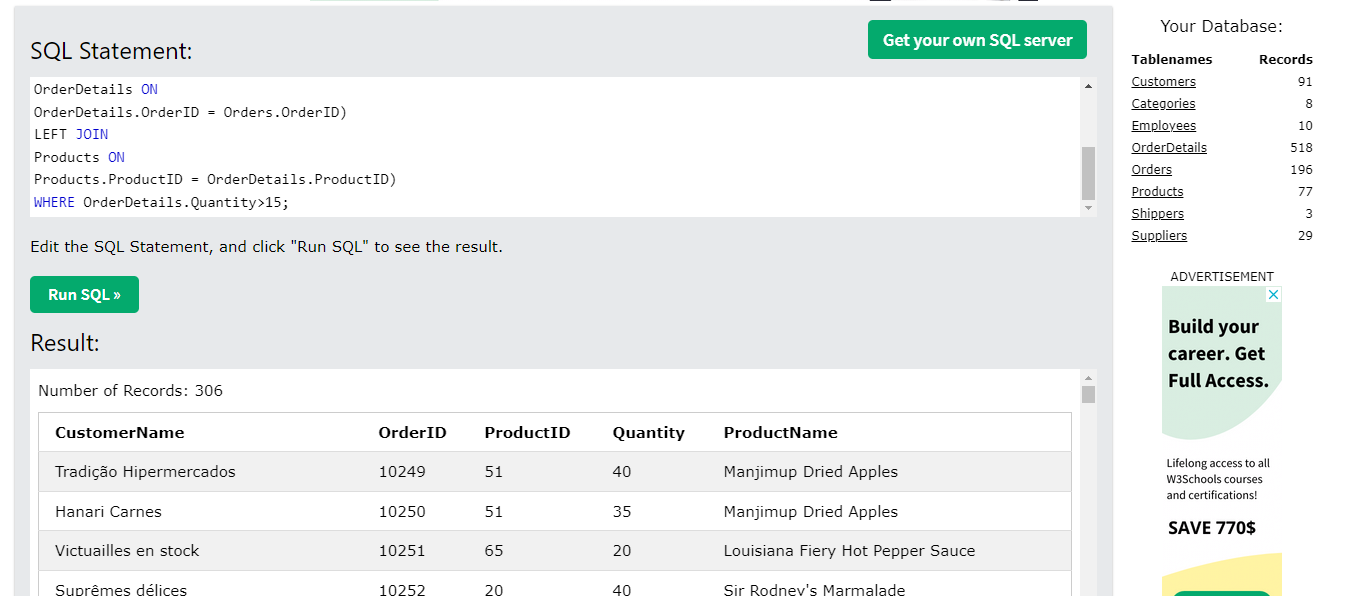 SQL Statement:
Get your own SQL server
OrderDetails ON
OrderDetails.OrderID = Orders.OrderID)
LEFT JOIN
Products ON
Products.ProductID = OrderDetails.ProductID)
WHERE OrderDetails.Quantity>15;
Edit the SQL Statement, and click "Run SQL" to see the result.
Run SQL »
Result:
Number of Records: 306
CustomerName OrderID ProductID Quantity ProductName
Tradição Hipermercados 10249 51 40 Manjimup Dried Apples
Hanari Carnes 10250 51 35 Manjimup Dried Apples
Victuailles en stock 10251 65 20 Louisiana Fiery Hot Pepper Sauce
Suprêmes délices 10252 20 40 Sir Rodney's Marmalade
Your Database:
Tablenames Records
Customers 91
Categories 8
Employees 10
OrderDetails 518
Orders 196
Products 77
Shippers 3
Suppliers 29
ADVERTISEMENT
Build your
career. Get
Full Access.
Lifelong access to all
W3Schools courses
and certifications!
SAVE 770$